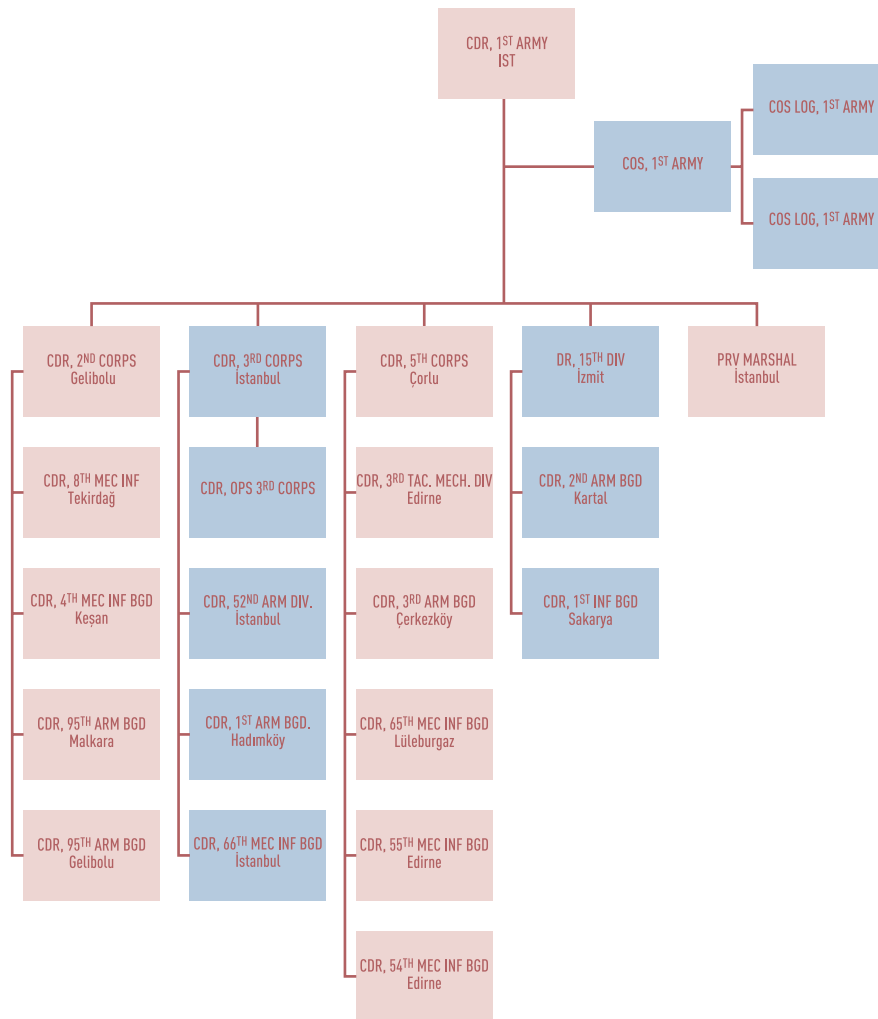 CDR, 1ST ARMY
IST
COS LOG, 1ST ARMY
COS, 1ST ARMY
COS LOG, 1ST ARMY
CDR, 2ND CORPS
Gelibolu
CDR, 3RD CORPS
İstanbul
CDR, 5TH CORPS
Çorlu
DR, 15TH DIV
İzmit
PRV MARSHAL
İstanbul
CDR, 8TH MEC INF
Tekirdağ
CDR, OPS 3RD CORPS
CDR, 3RD TAC. MECH. DIV
Edirne
CDR, 2ND ARM BGD
Kartal
CDR, 4TH MEC INF BGD
Keşan
CDR, 52ND ARM DIV.
İstanbul
CDR, 3RD ARM BGD
Çerkezköy
CDR, 1ST INF BGD
Sakarya
CDR, 95TH ARM BGD
Malkara
CDR, 1ST ARM BGD.
Hadımköy
CDR, 65TH MEC INF BGD
Lüleburgaz
CDR, 95TH ARM BGD
Gelibolu
CDR, 66TH MEC INF BGD
İstanbul
CDR, 55TH MEC INF BGD
Edirne
CDR, 54TH MEC INF BGD
Edirne